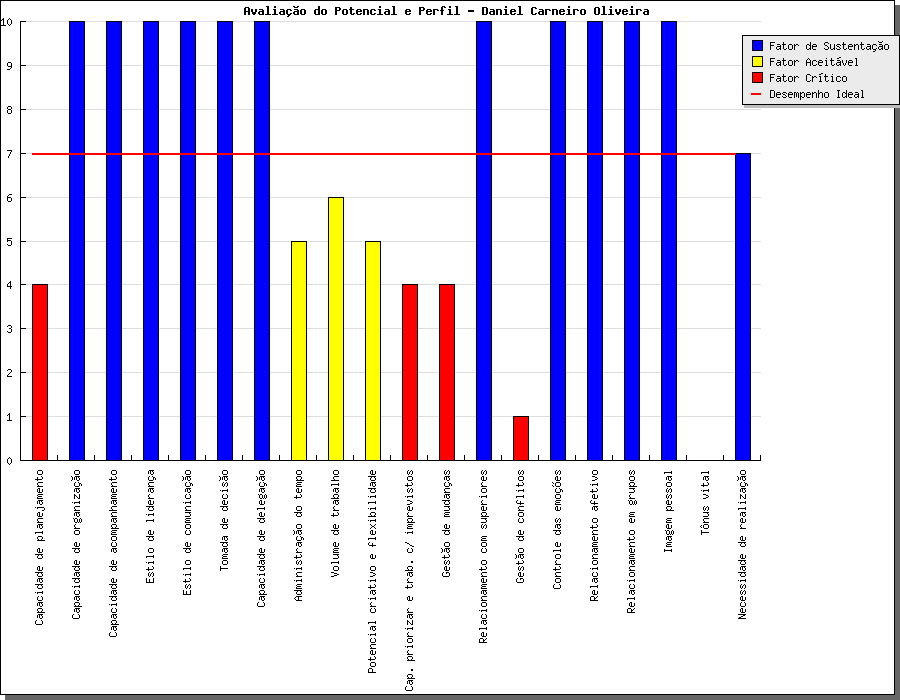 Avaliação do Potencial e Perfil - Daniel Carneiro Oliveira
10
9
8
7
6
5
4
3
2
1
0
Fator de Sustentação
Fator Aceitável
Fator Crítico
Desempenho Ideal
Capacidade de planejamento
Capacidade de organização
Capacidade de acompanhamento
Estilo de liderança
Estilo de comunicação
Tomada de decisão
Capacidade de delegação
Administração do tempo
Volume de trabalho
Potencial criativo e flexibilidade
Cap. priorizar e trab. c/ imprevistos
Gestão de mudanças
Relacionamento com superiores
Gestão de conflitos
Controle das emoções
Relacionamento afetivo
Relacionamento em grupos
Imagem pessoal
Tônus vital
Necessidade de realização